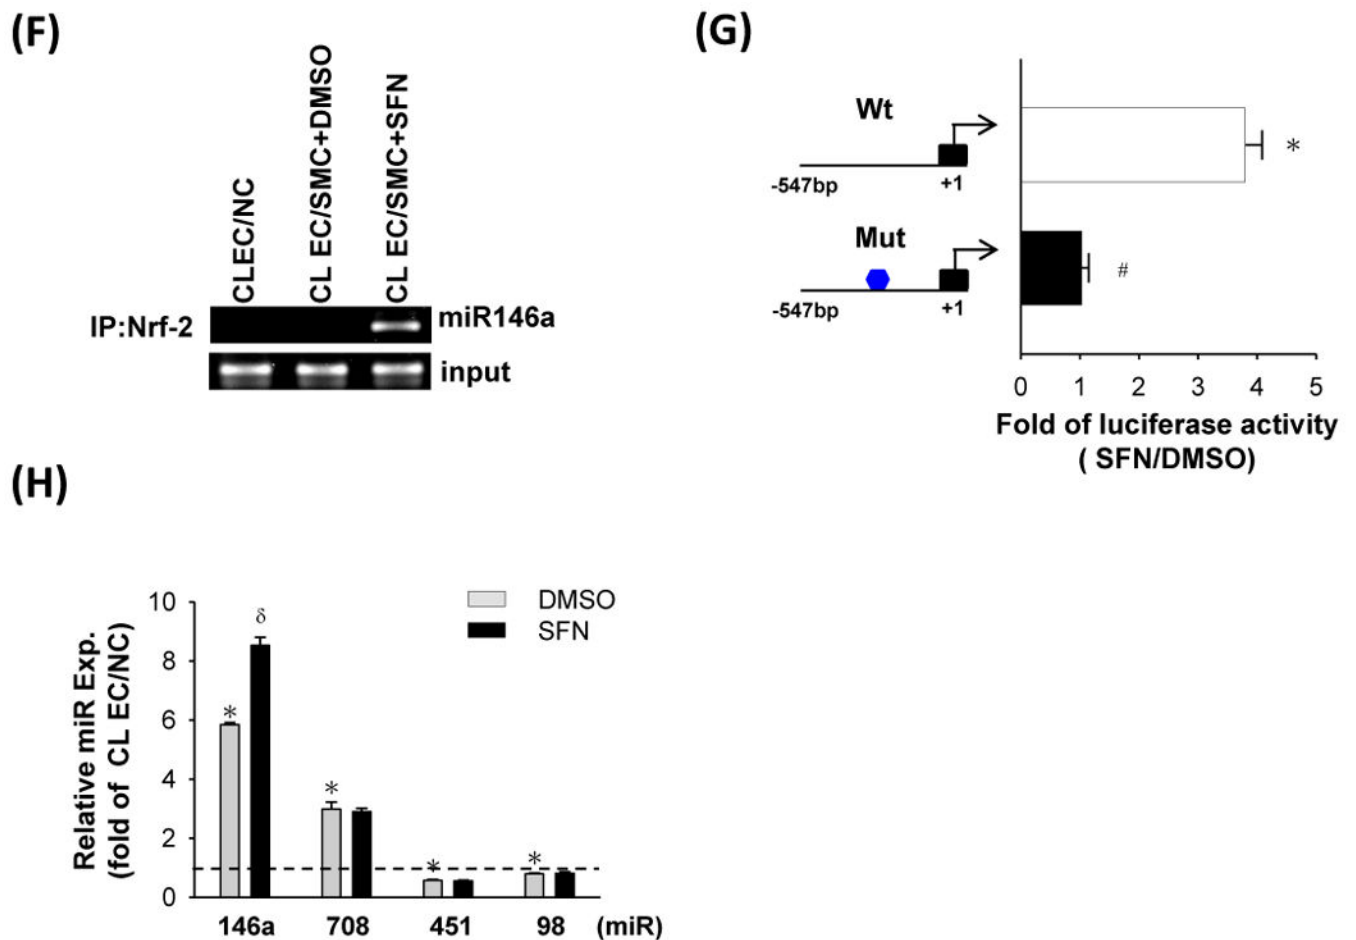 (F)
CLEC/NC
CL EC/SMC+DMSO
CL EC/SMC+SFN
IP:Nrf-2
miR146a
input
(G)
Wt
-547bp
+1
*
Mut
-547bp
+1
#
0 1 2 3 4 5
Fold of luciferase activity
( SFN/DMSO)
(H)
Relative miR Exp.
(fold of CL EC/NC)
10
8
6
4
2
0
DMSO
SFN
* δ
*
*
*
146a 708 451 98 (miR)